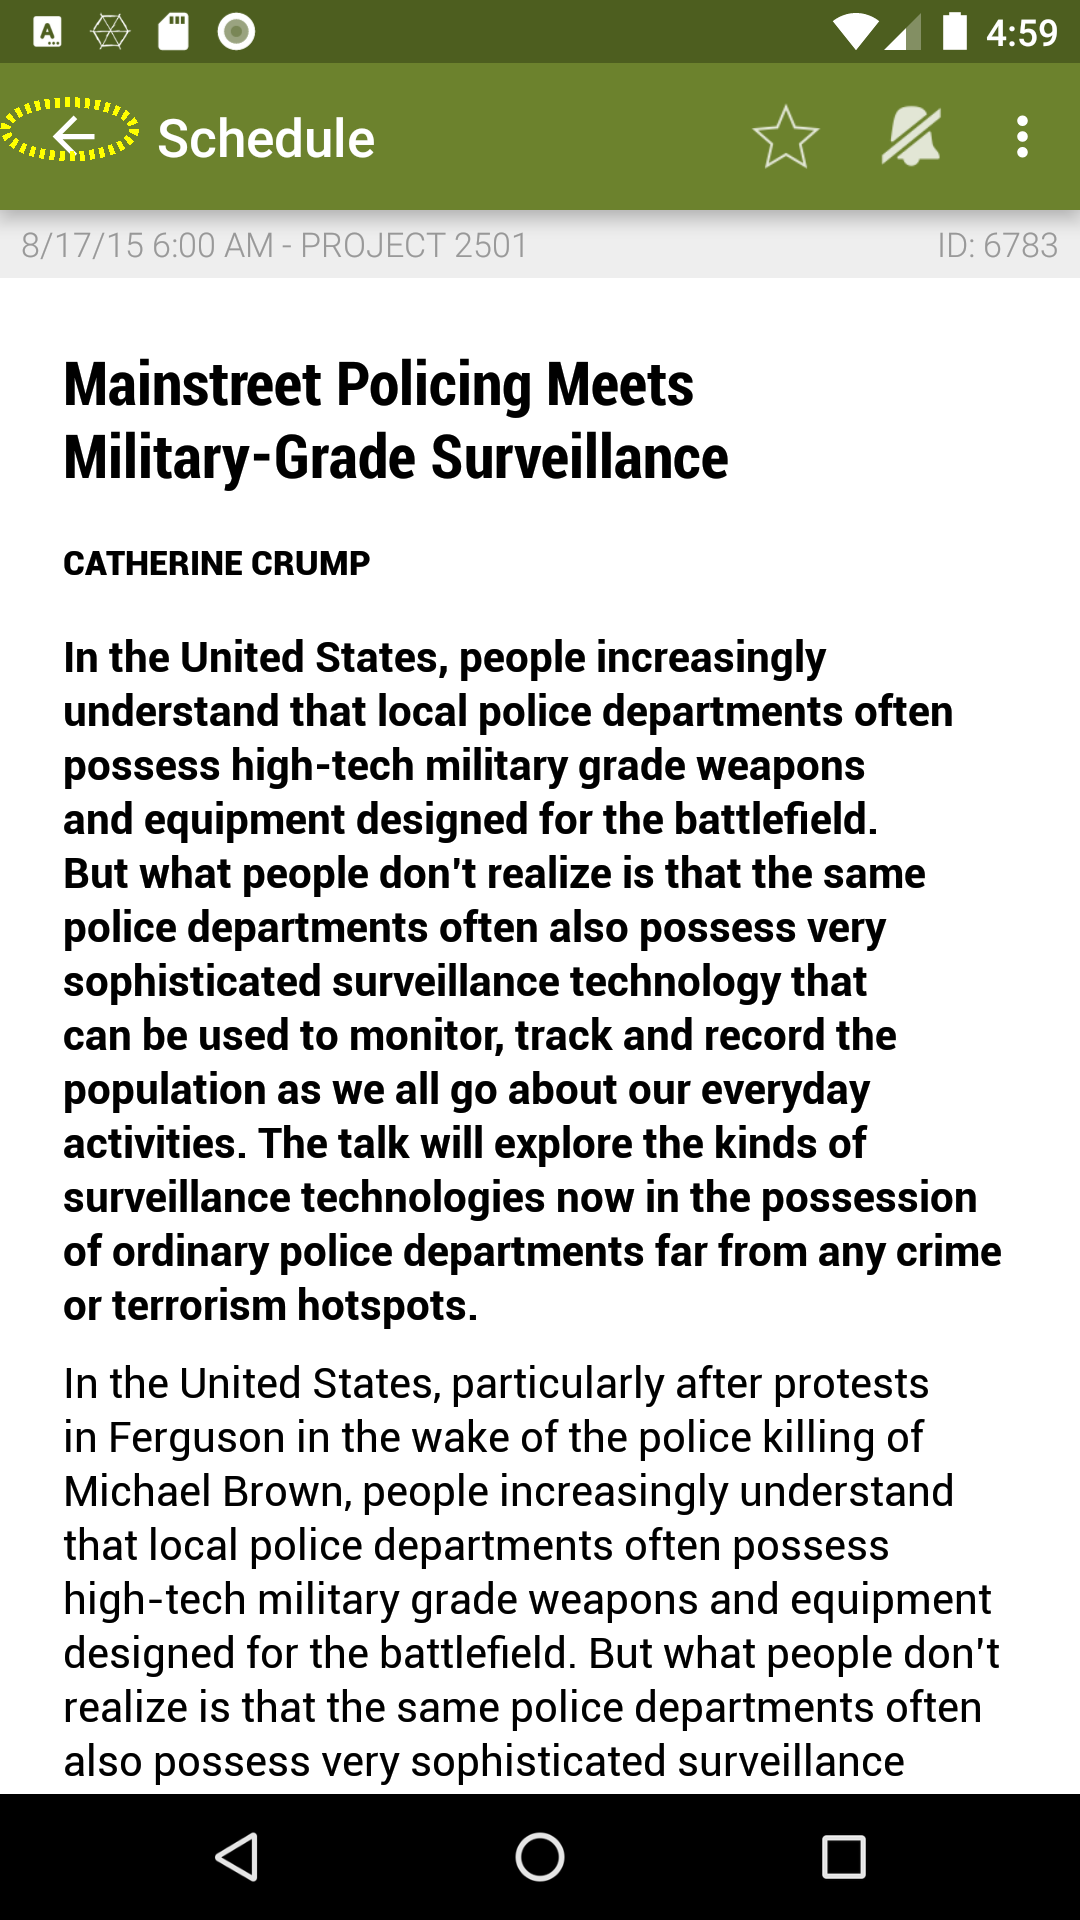 4:59
Schedule
8/17/15 6:00 AM - PROJECT 2501
ID: 6783
Mainstreet Policing Meets
Military-Grade Surveillance
CATHERINE CRUMP
In the United States, people increasingly
understand that local police departments often
possess high-tech military grade weapons
and equipment designed for the battlefield.
But what people don't realize is that the same
police departments often also possess very
sophisticated surveillance technology that
can be used to monitor, track and record the
population as we all go about our everyday
activities. The talk will explore the kinds of
surveillance technologies now in the possession
of ordinary police departments far from any crime
or terrorism hotspots.
In the United States, particularly after protests
in Ferguson in the wake of the police killing of
Michael Brown, people increasingly understand
that local police departments often possess
high-tech military grade weapons and equipment
designed for the battlefield. But what people don't
realize is that the same police departments often
also possess very sophisticated surveillance